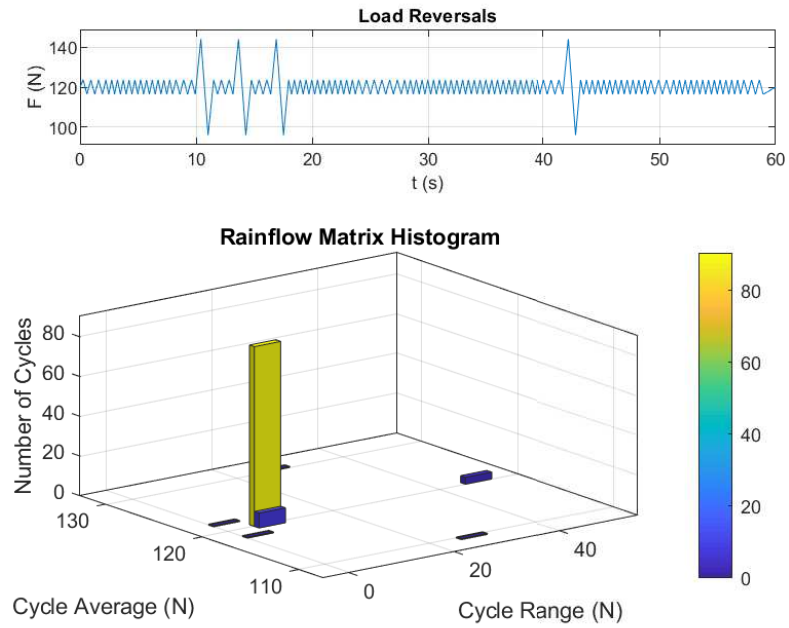 Load Reversals
140
120
100
F (N)
0 10 20 30 40 50 60
t (s)
Rainflow Matrix Histogram
80
60
40
20
0
Number of Cycles
130
120
110
Cycle Average (N)
0
20
40
Cycle Range (N)
80
60
40
20
0